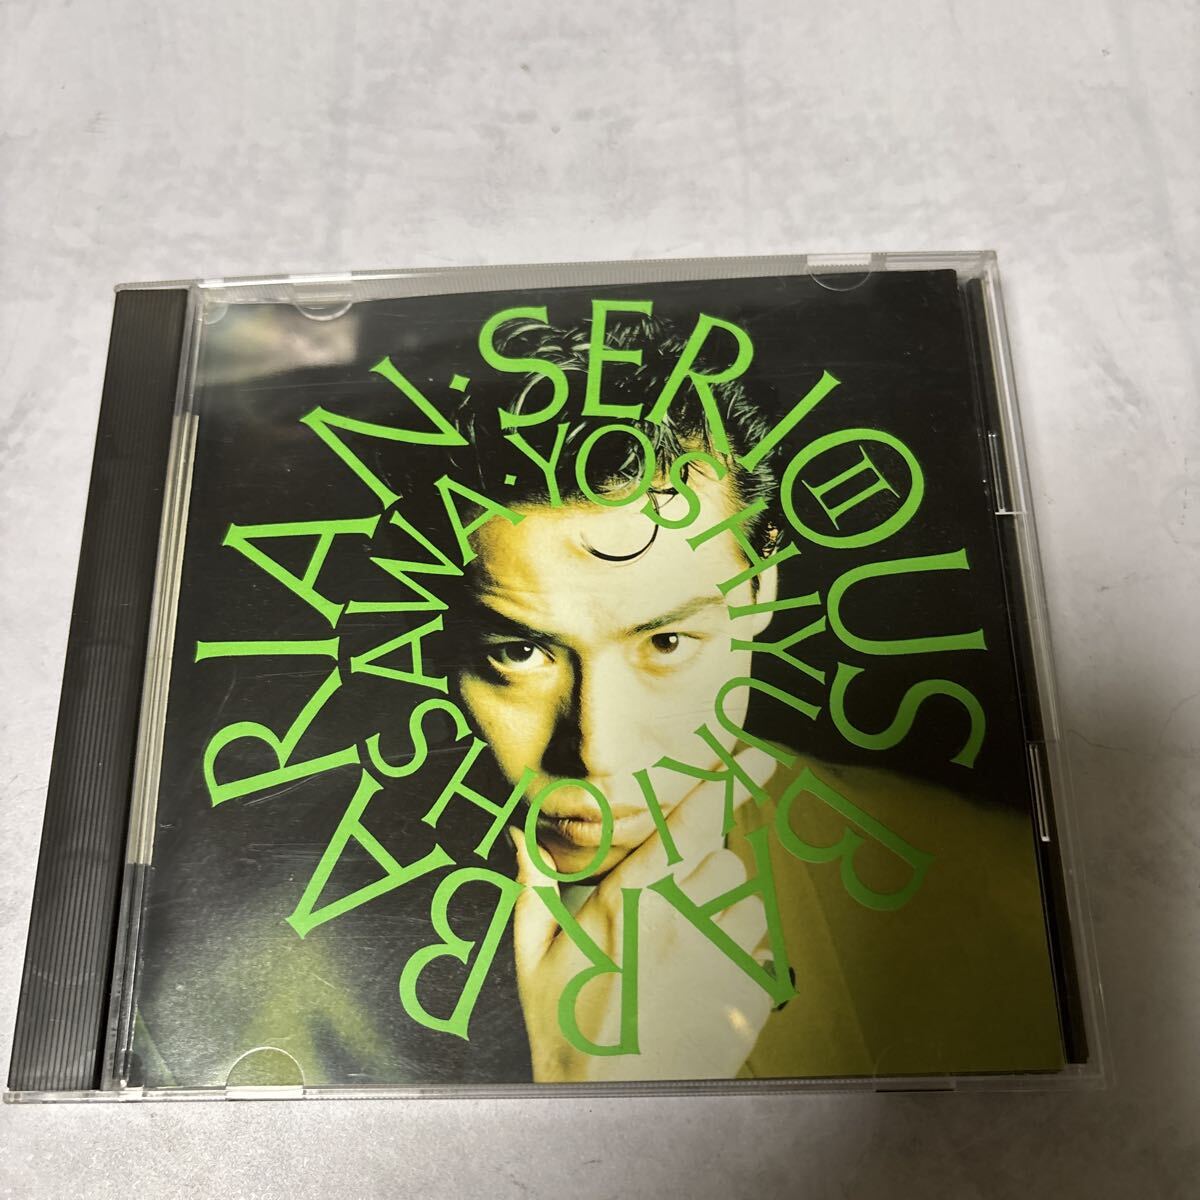 SERIOUS BARBARIAN ·
II
YOSHIYUKI OHSAWA ·